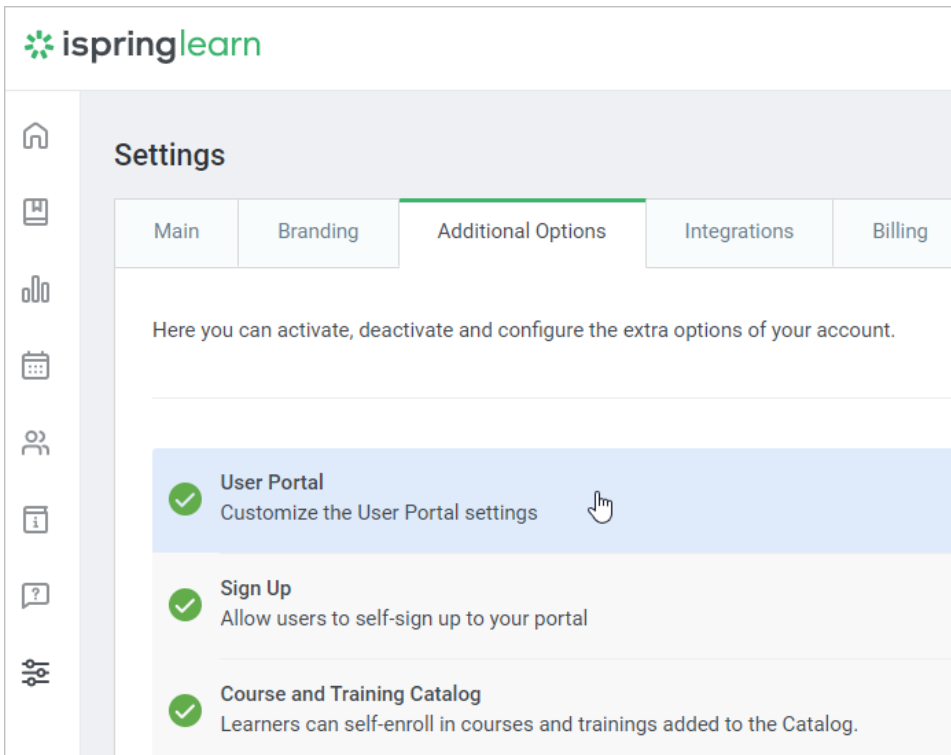 ispringlearn
Settings
Main
Branding
Additional Options
Integrations
Billing
Here you can activate, deactivate and configure the extra options of your account.
User Portal
Customize the User Portal settings
Sign Up
Allow users to self-sign up to your portal
Course and Training Catalog
Learners can self-enroll in courses and trainings added to the Catalog.